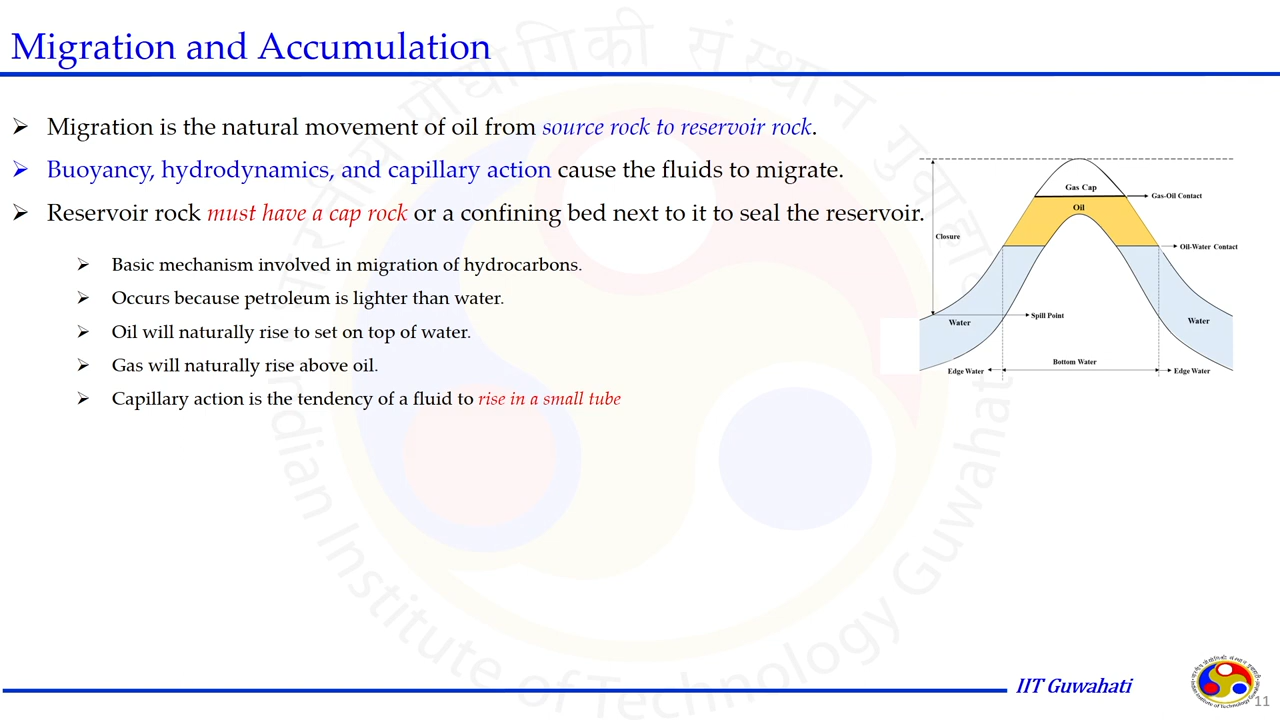 Migration and Accumulation
➢ Migration is the natural movement of oil from source rock to reservoir rock.
➢ Buoyancy, hydrodynamics, and capillary action cause the fluids to migrate.
➢ Reservoir rock must have a cap rock or a confining bed next to it to seal the reservoir.
➢ Basic mechanism involved in migration of hydrocarbons.
➢ Occurs because petroleum is lighter than water.
➢ Oil will naturally rise to set on top of water.
➢ Gas will naturally rise above oil.
➢ Capillary action is the tendency of a fluid to rise in a small tube
Gas Cap
Gas-Oil Contact
Oil
Closure
Oil-Water Contact
Spill Point
Water
Water
Bottom Water
Edge Water
Edge Water
Indian Institute of Technology Guwahati
IIT Guwahati
11